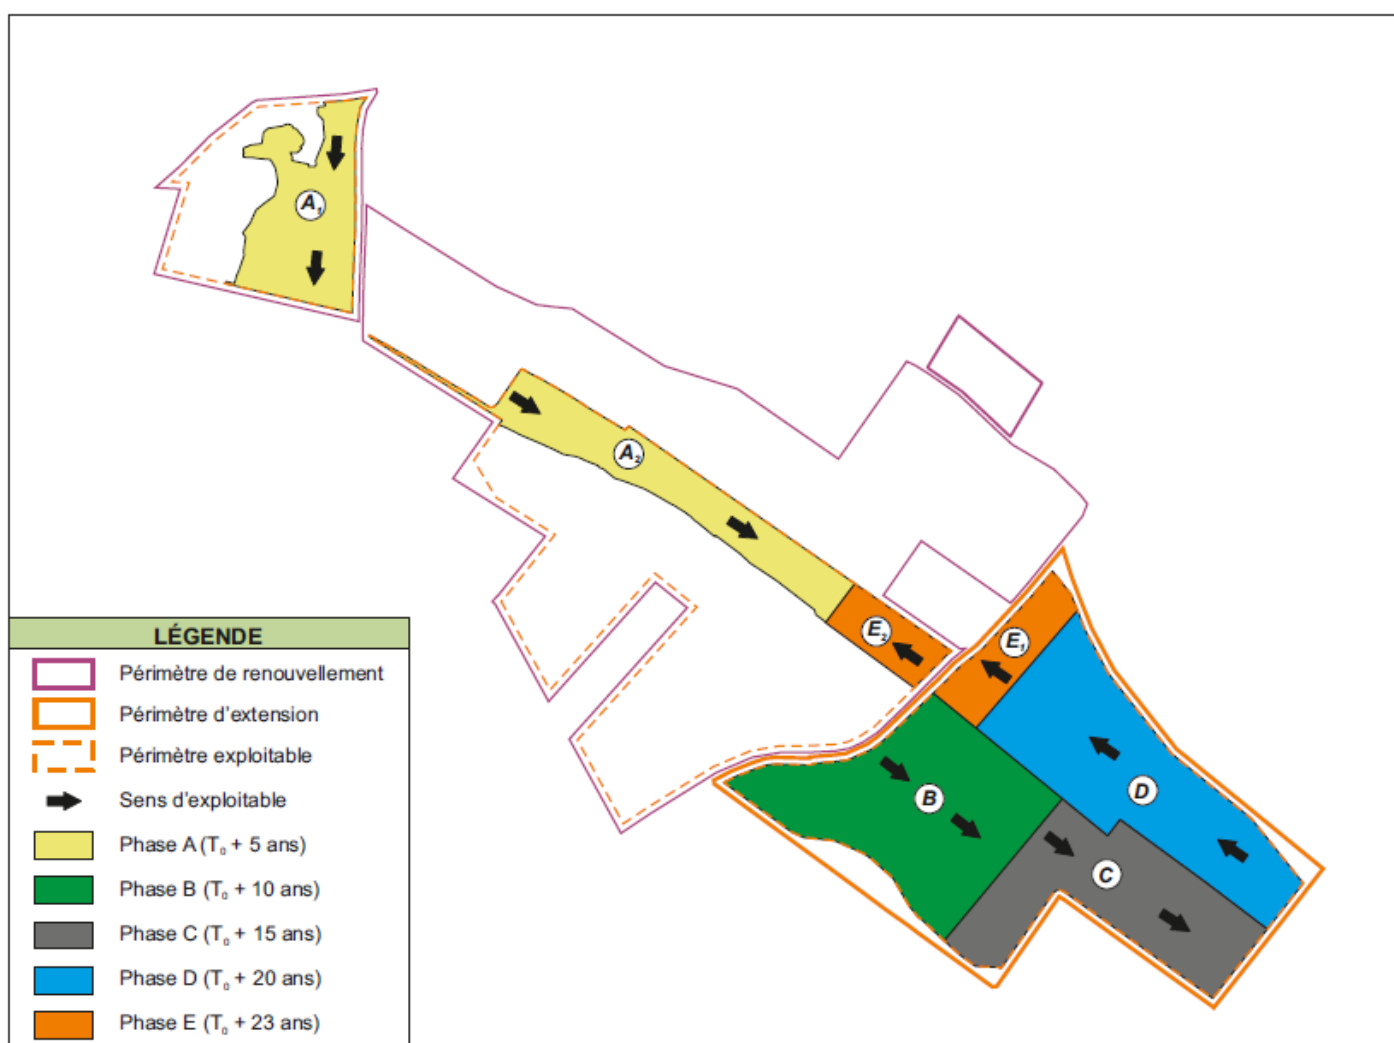 A₁
A₂
E₂
E₁
B
D
C
LÉGENDE
Périmètre de renouvellement
Périmètre d'extension
Périmètre exploitable
Sens d'exploitable
Phase A (T₀ + 5 ans)
Phase B (T₀ + 10 ans)
Phase C (T₀ + 15 ans)
Phase D (T₀ + 20 ans)
Phase E (T₀ + 23 ans)